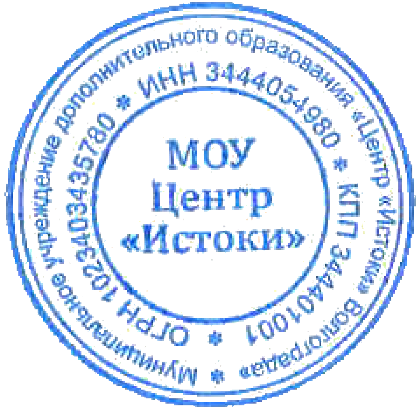 Муниципальное учреждение дополнительного образования «Центр «Истоки» Волгограда» *
ОГРН 1023403435780 * ИНН 3444054980 * КПП 344401001 *
МОУ
Центр
«Истоки»